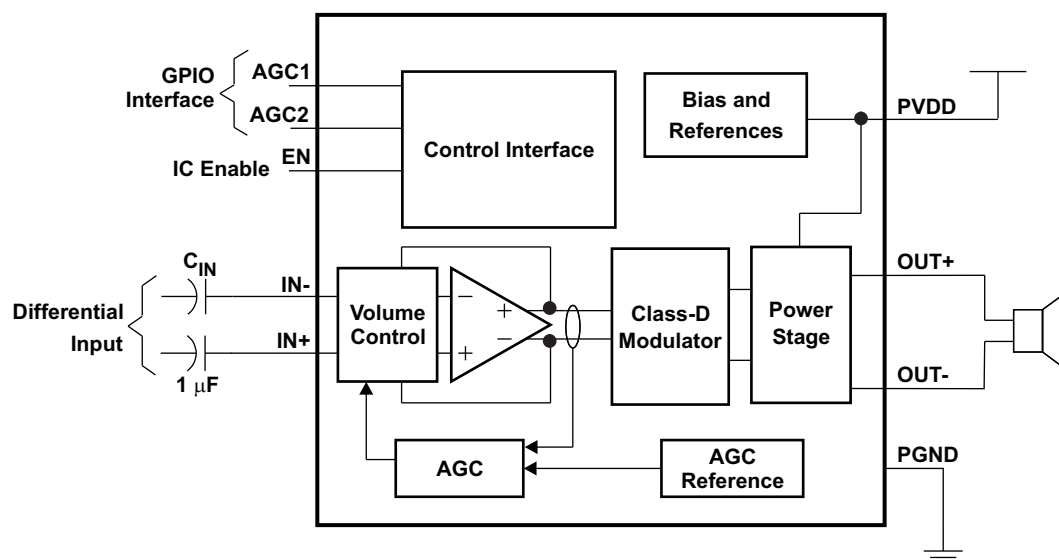 GPIO
Interface
AGC1
AGC2
EN
IC Enable
Control Interface
Bias and
References
PVDD
Differential
Input
CIN
1 μF
IN-
IN+
Volume
Control
−
+
+
−
Class-D
Modulator
Power
Stage
OUT+
OUT-
AGC
AGC
Reference
PGND